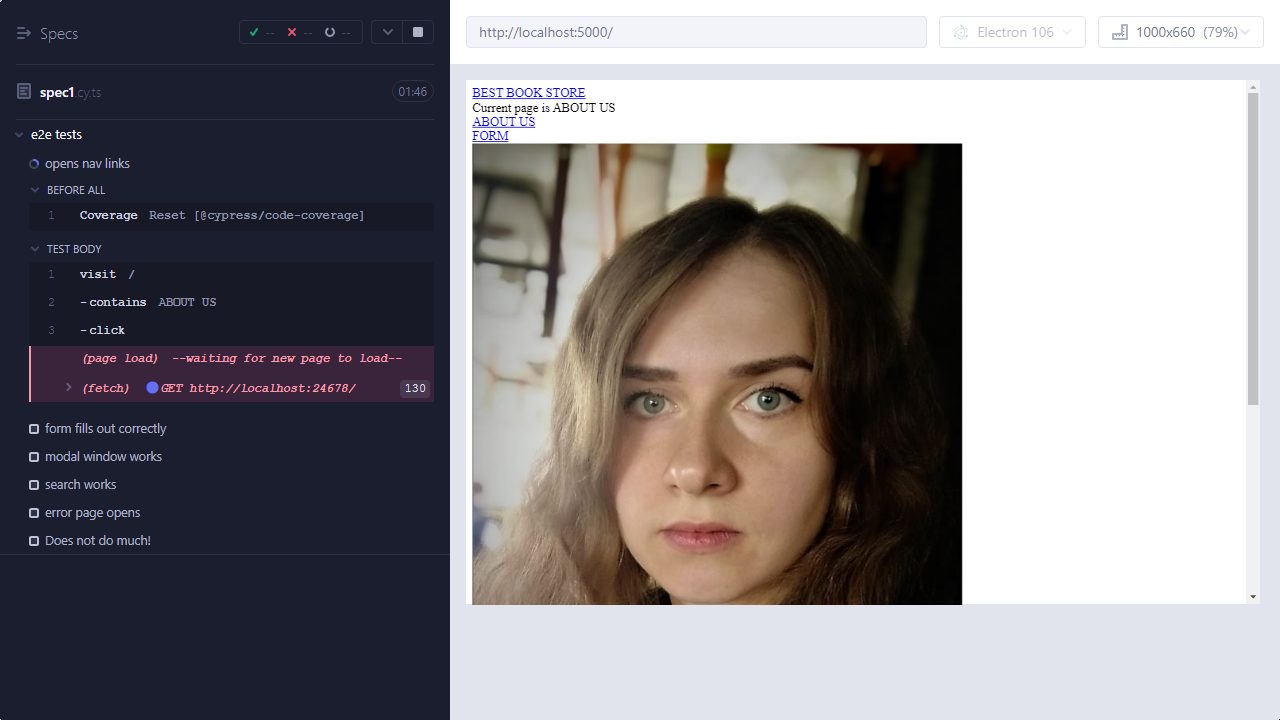 Specs
--
--
--
spec1.cy.ts
01:46
e2e tests
opens nav links
BEFORE ALL
1 Coverage Reset [@cypress/code-coverage]
TEST BODY
1 visit /
2 -contains ABOUT US
3 -click
(page load) --waiting for new page to load--
(fetch) GET http://localhost:24678/ 130
form fills out correctly
modal window works
search works
error page opens
Does not do much!
http://localhost:5000/
Electron 106
1000x660 (79%)
BEST BOOK STORE
Current page is ABOUT US
ABOUT US
FORM